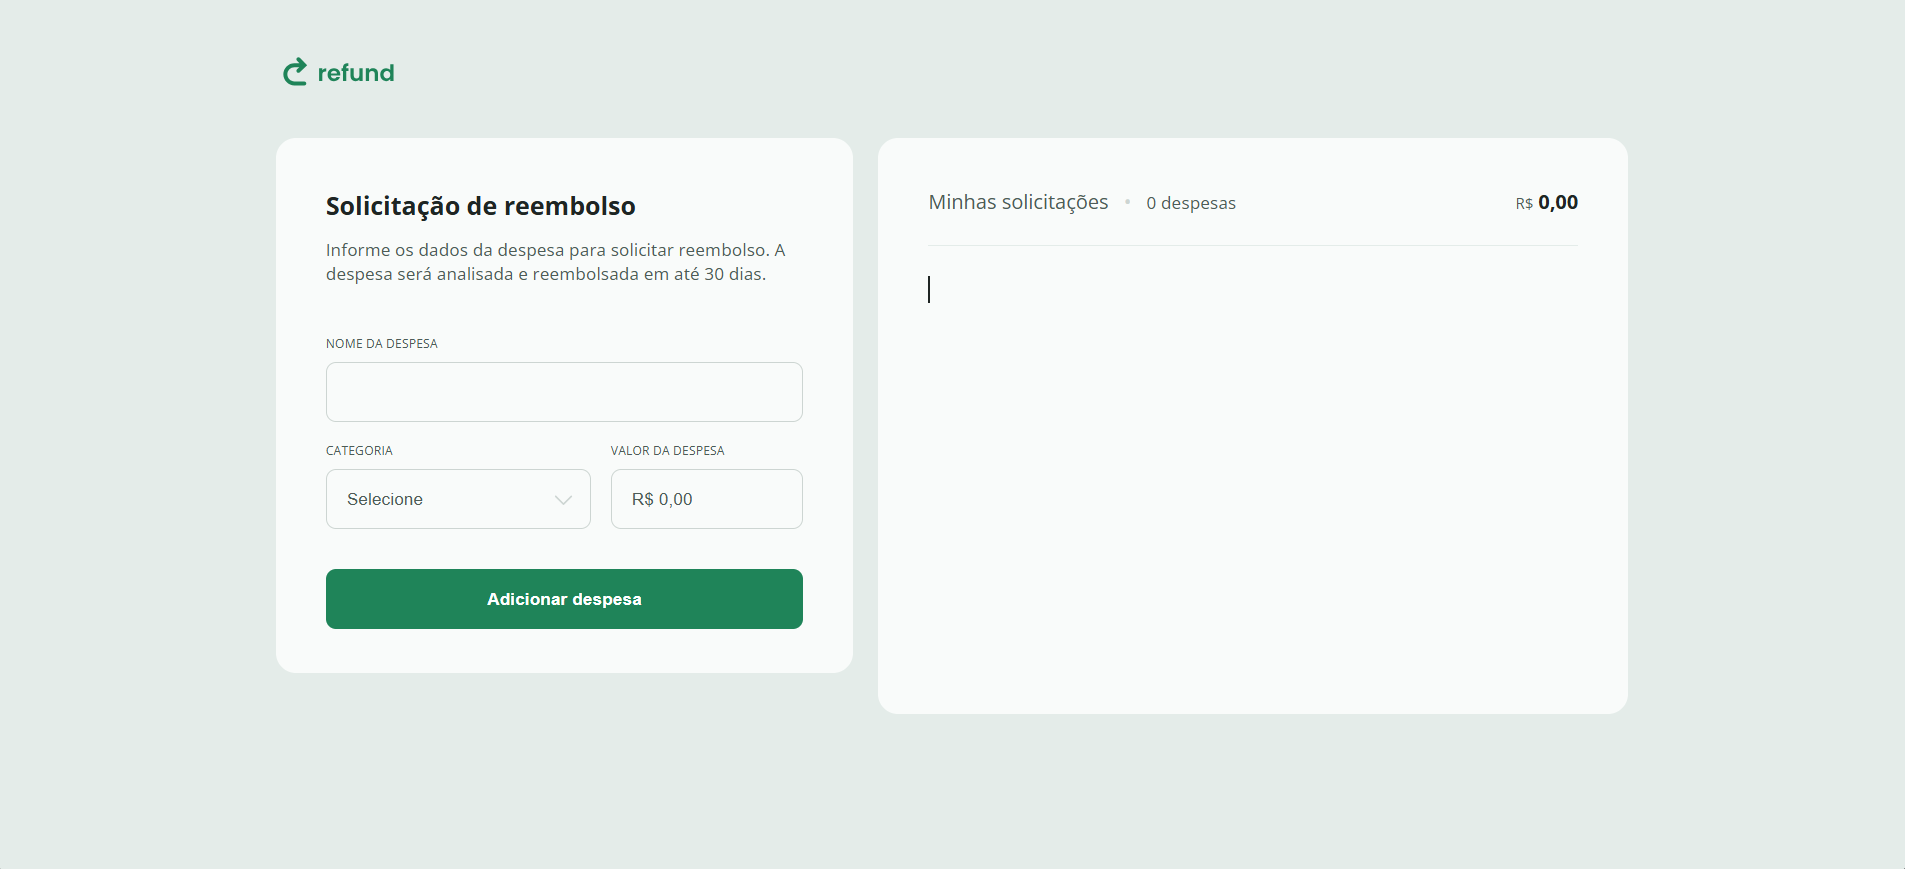 refund
Solicitação de reembolso
Informe os dados da despesa para solicitar reembolso. A
despesa será analisada e reembolsada em até 30 dias.
NOME DA DESPESA
CATEGORIA
VALOR DA DESPESA
Selecione
R$ 0,00
Adicionar despesa
Minhas solicitações • 0 despesas
R$ 0,00